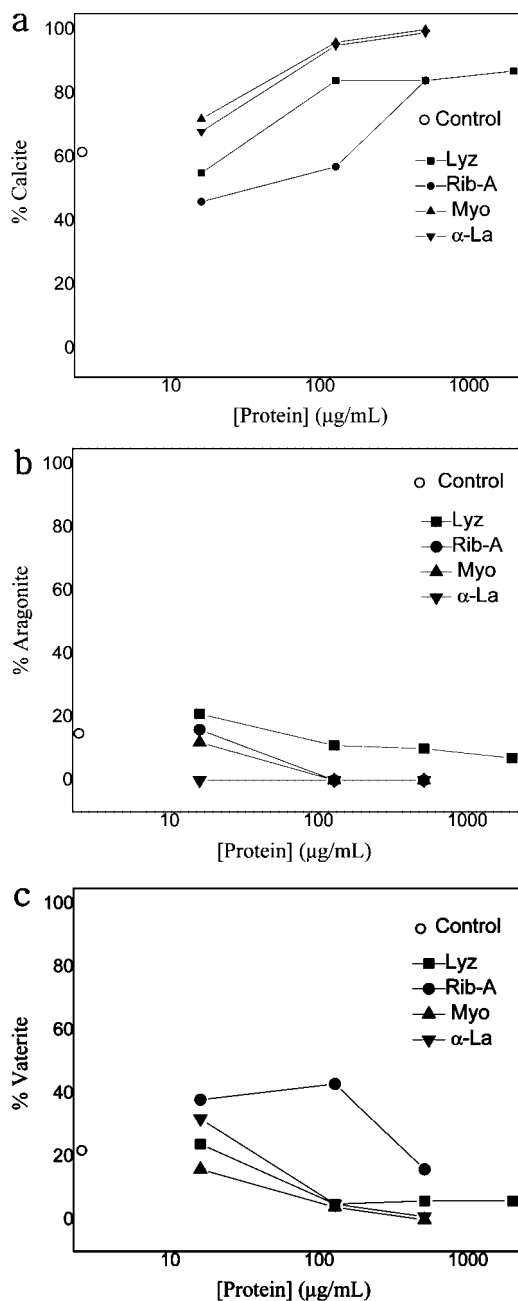 a
100
80
60
40
20
0
% Calcite
Control
Lyz
Rib-A
Myo
α-La
10 100 1000
[Protein] (µg/mL)
b
100
80
60
40
20
0
% Aragonite
Control
Lyz
Rib-A
Myo
α-La
10 100 1000
[Protein] (µg/mL)
c
100
80
60
40
20
0
% Vaterite
Control
Lyz
Rib-A
Myo
α-La
10 100 1000
[Protein] (µg/mL)